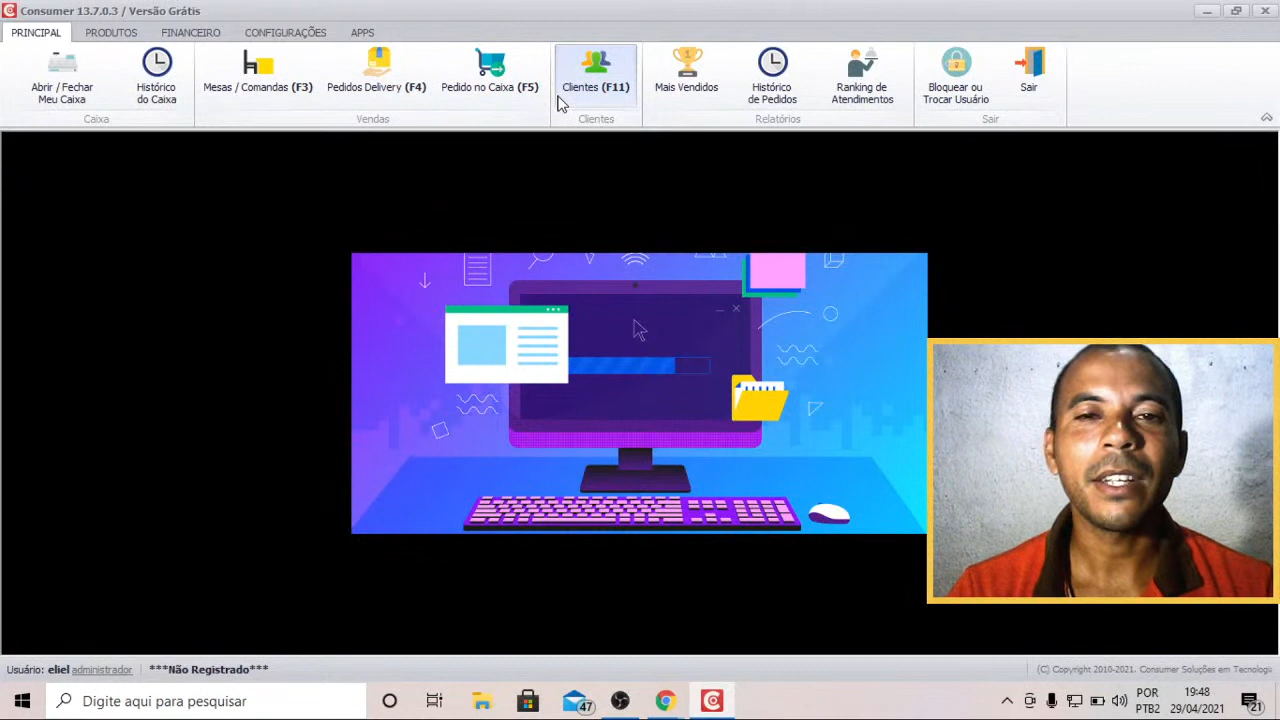 Consumer 13.7.0.3 / Versão Grátis
PRINCIPAL PRODUTOS FINANCEIRO CONFIGURAÇÕES APPS
Abrir / Fechar
Meu Caixa
Histórico
do Caixa
Mesas / Comandas (F3)
Pedidos Delivery (F4)
Pedido no Caixa (F5)
Clientes (F11)
Mais Vendidos
Histórico
de Pedidos
Ranking de
Atendimentos
Bloquear ou
Trocar Usuário
Sair
Caixa Vendas Clientes Relatórios Sair
Usuário: eliel administrador ***Não Registrado*** (C) Copyright 2010-2021. Consumer Soluções em Tecnologi
Digite aqui para pesquisar
47
POR
PTB2
19:48
29/04/2021
21